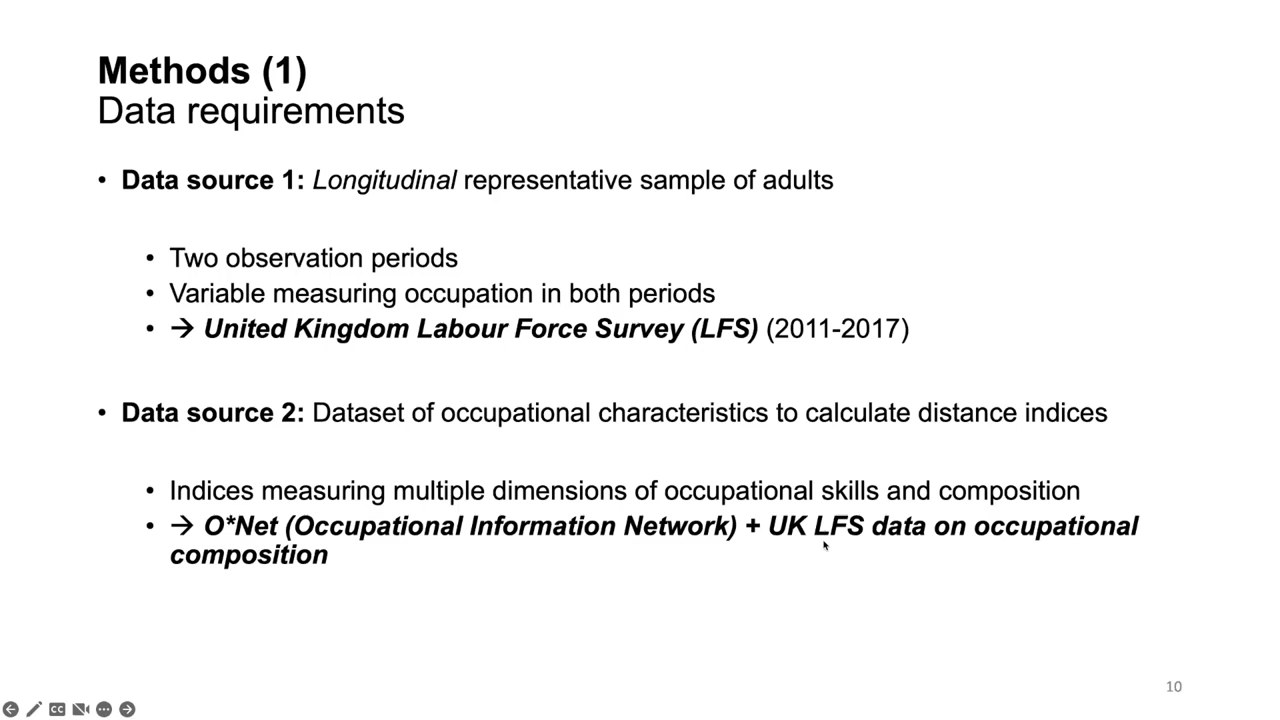 Methods (1)
Data requirements
• Data source 1: Longitudinal representative sample of adults
• Two observation periods
• Variable measuring occupation in both periods
• → United Kingdom Labour Force Survey (LFS) (2011-2017)
• Data source 2: Dataset of occupational characteristics to calculate distance indices
• Indices measuring multiple dimensions of occupational skills and composition
• → O*Net (Occupational Information Network) + UK LFS data on occupational
composition
10
CC